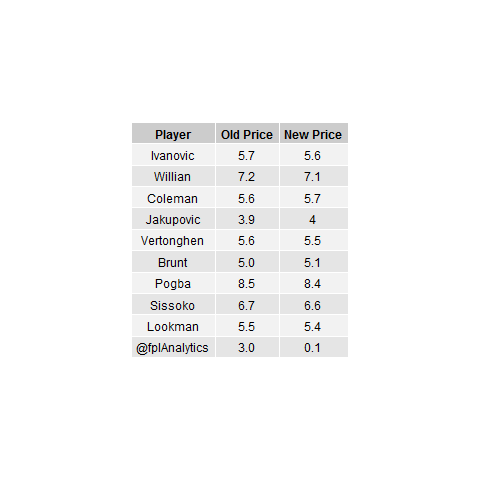 Player Old Price New Price
Ivanovic 5.7 5.6
Willian 7.2 7.1
Coleman 5.6 5.7
Jakupovic 3.9 4
Vertonghen 5.6 5.5
Brunt 5.0 5.1
Pogba 8.5 8.4
Sissoko 6.7 6.6
Lookman 5.5 5.4
@fplAnalytics 3.0 0.1